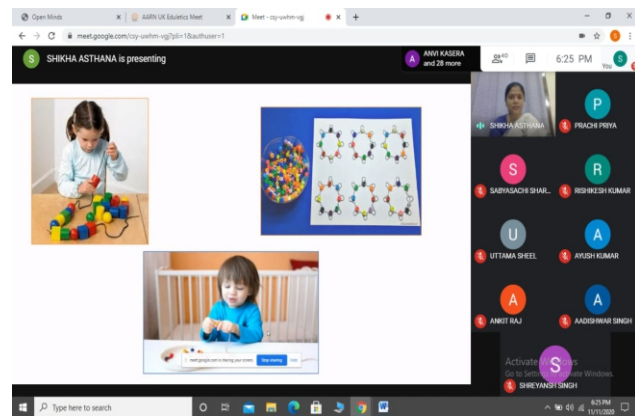 Open Minds
AARN UK Eduletics Meet
Meet - csy-uwhm-vgj
meet.google.com/csy-uwhm-vgj?pli=1&authuser=1
S SHIKHA ASTHANA is presenting
A ANVI KASERA
and 28 more
40
6:25 PM
You S
SHIKHA ASTHANA
P PRACHI PRIYA
S SABYASACHI SHAR...
R RISHIKESH KUMAR
U UTTAMA SHEEL
A AYUSH KUMAR
A ANKIT RAJ
A AADISHWAR SINGH
S SHREYANSH SINGH
Activate Windows
Go to Settings to activate Windows.
meet.google.com is sharing your screen.
Stop sharing
Hide
Type here to search
6:25 PM
11/11/2020